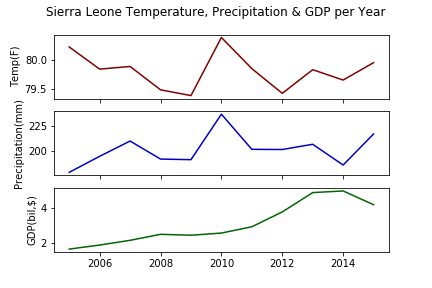 Sierra Leone Temperature, Precipitation & GDP per Year
Temp(F)
80.0
79.5
Precipitation(mm)
225
200
GDP(bil,$)
4
2
2006 2008 2010 2012 2014